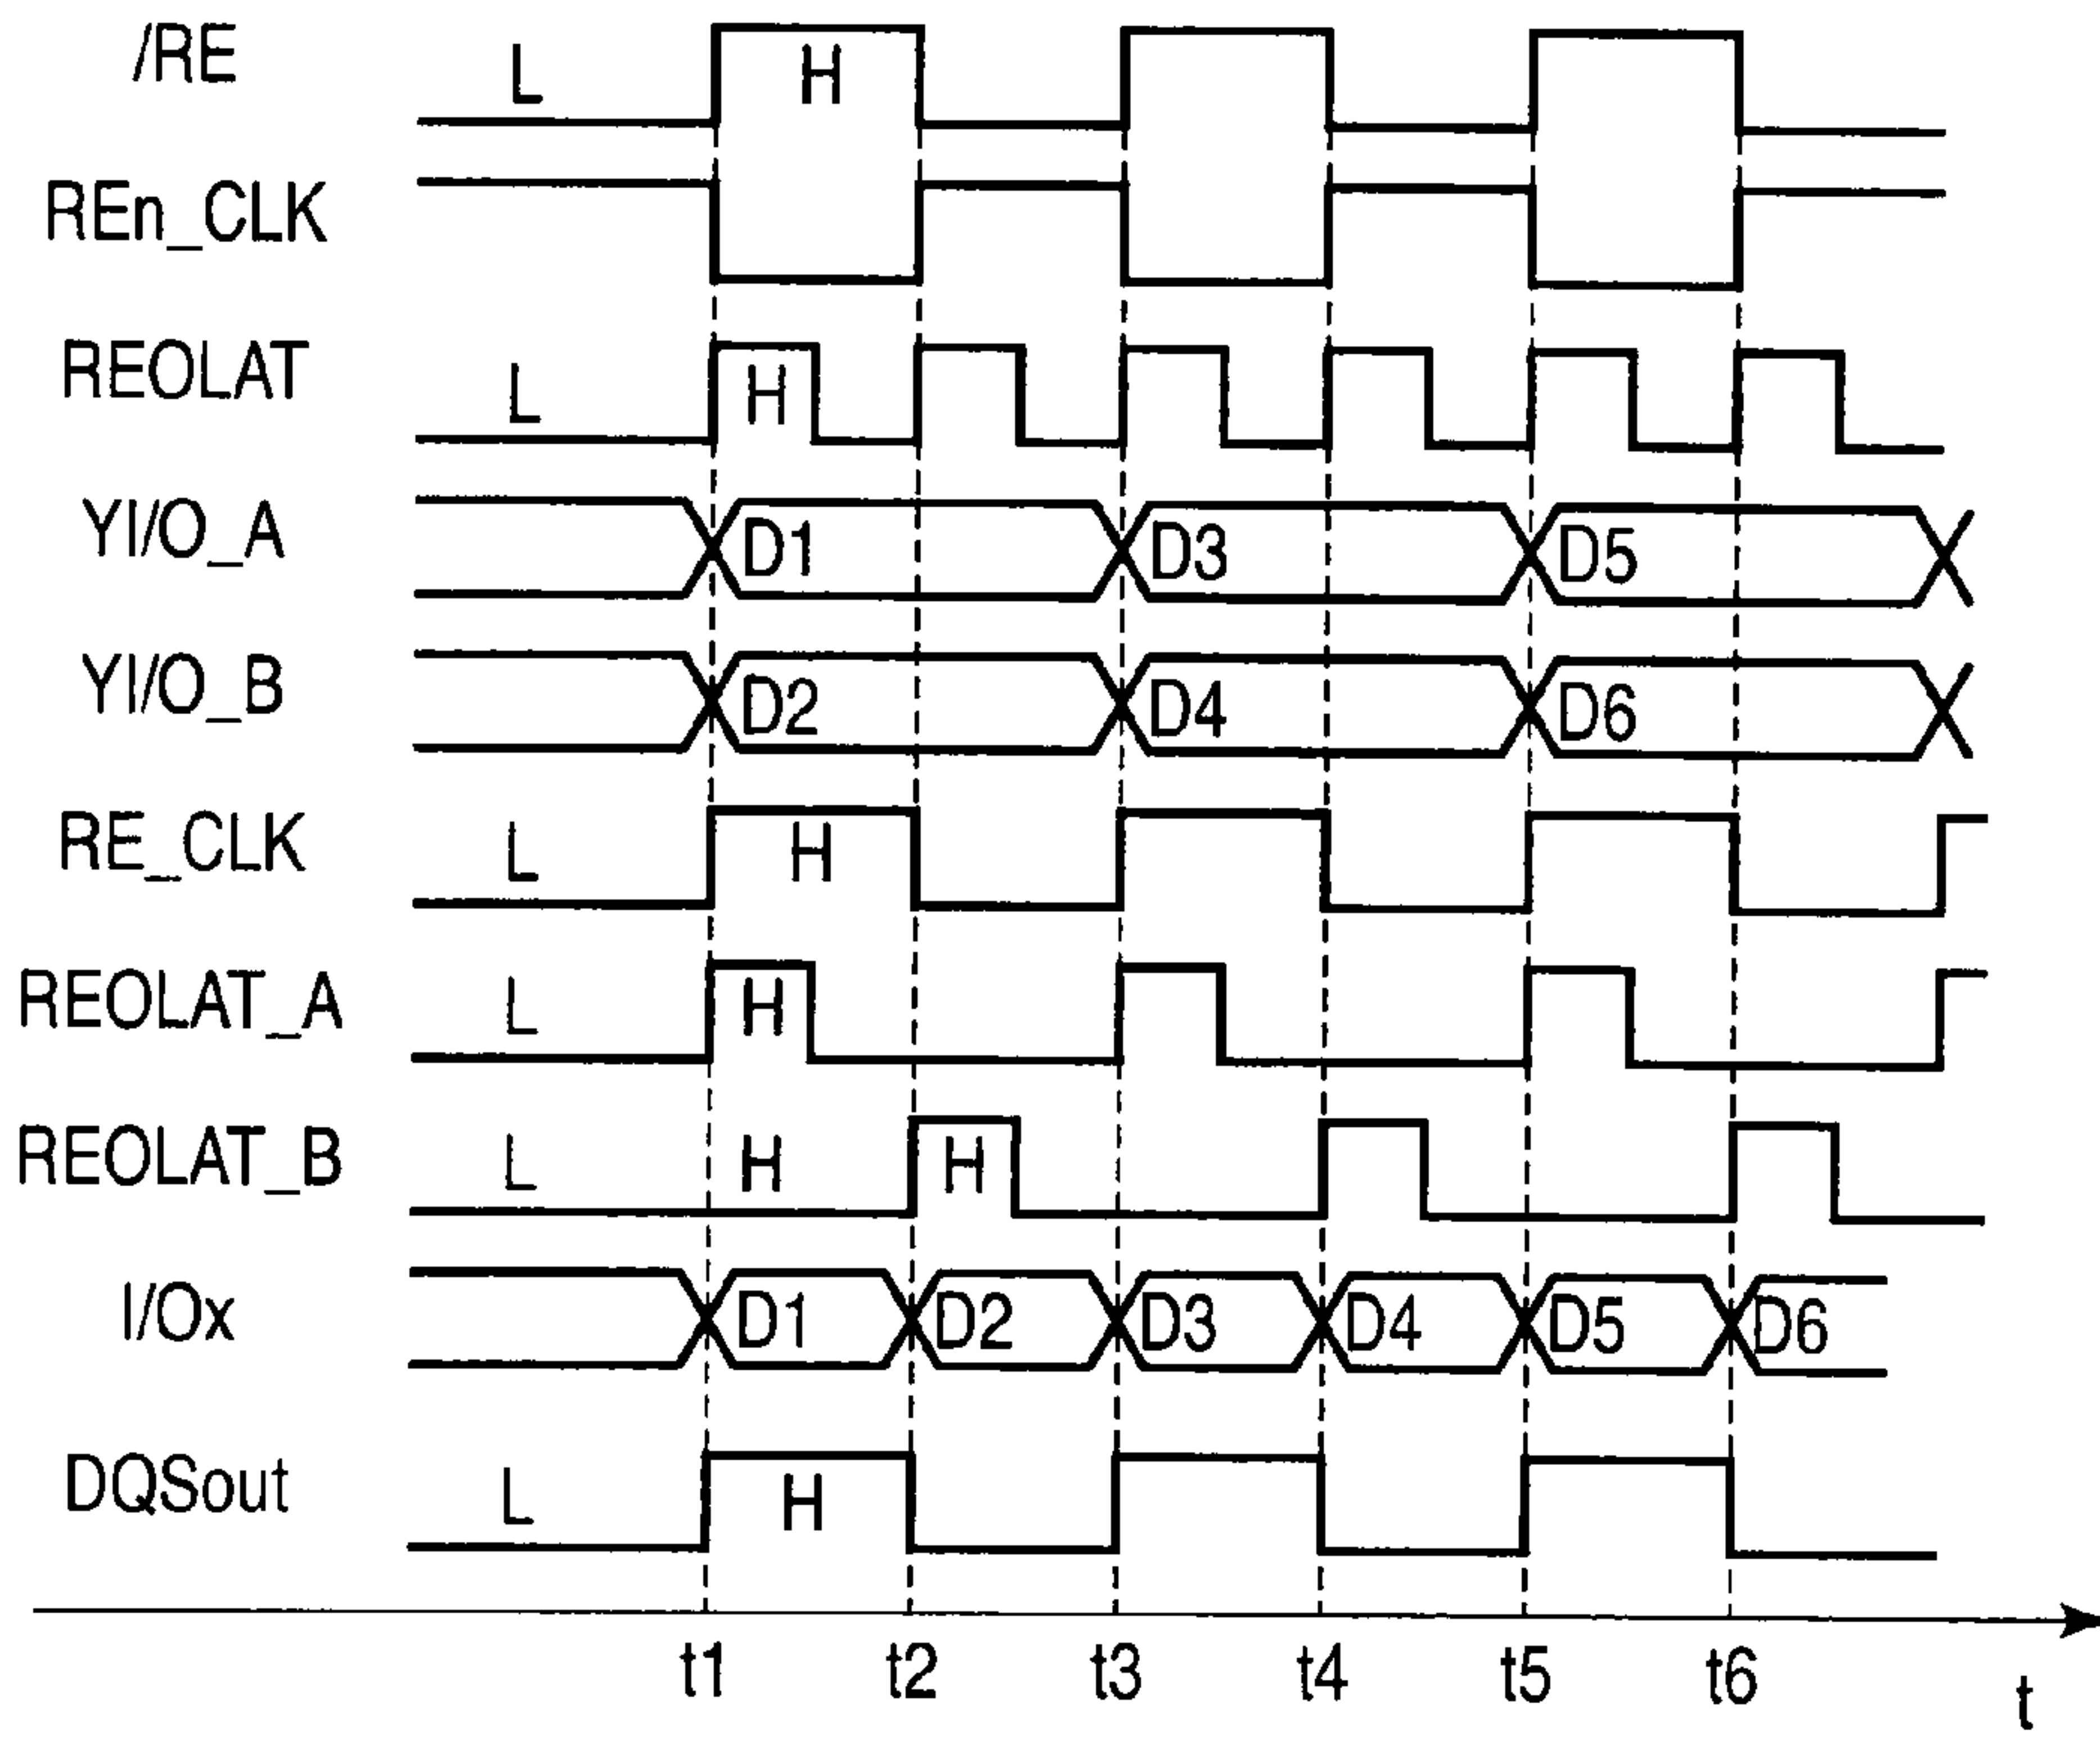 /RE L H
REn_CLK
REOLAT L H
YI/O_A D1 D3 D5
YI/O_B D2 D4 D6
RE_CLK L H
REOLAT_A L H
REOLAT_B L H H
I/Ox D1 D2 D3 D4 D5 D6
DQSout L H
t1 t2 t3 t4 t5 t6 t